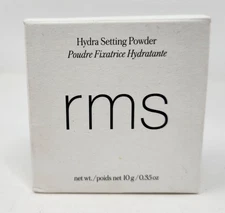 Hydra Setting Powder
Poudre Fixatrice Hydratante
rms
net wt./poids net 10 g / 0.35 oz